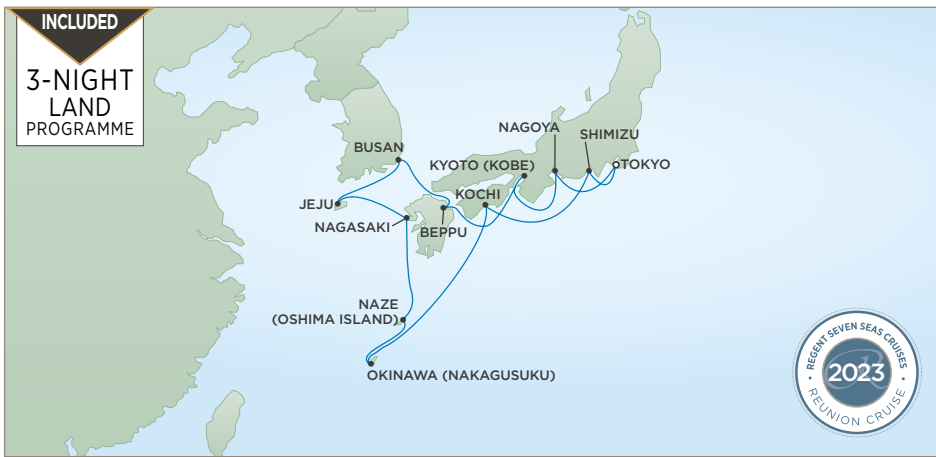 INCLUDED
3-NIGHT
LAND
PROGRAMME
NAGOYA
SHIMIZU
BUSAN
KYOTO (KOBE)
TOKYO
KOCHI
JEJU
NAGASAKI
BEPPU
NAZE
(OSHIMA ISLAND)
OKINAWA (NAKAGUSUKU)
REGENT SEVEN SEAS CRUISES
R
2023
REUNION CRUISE